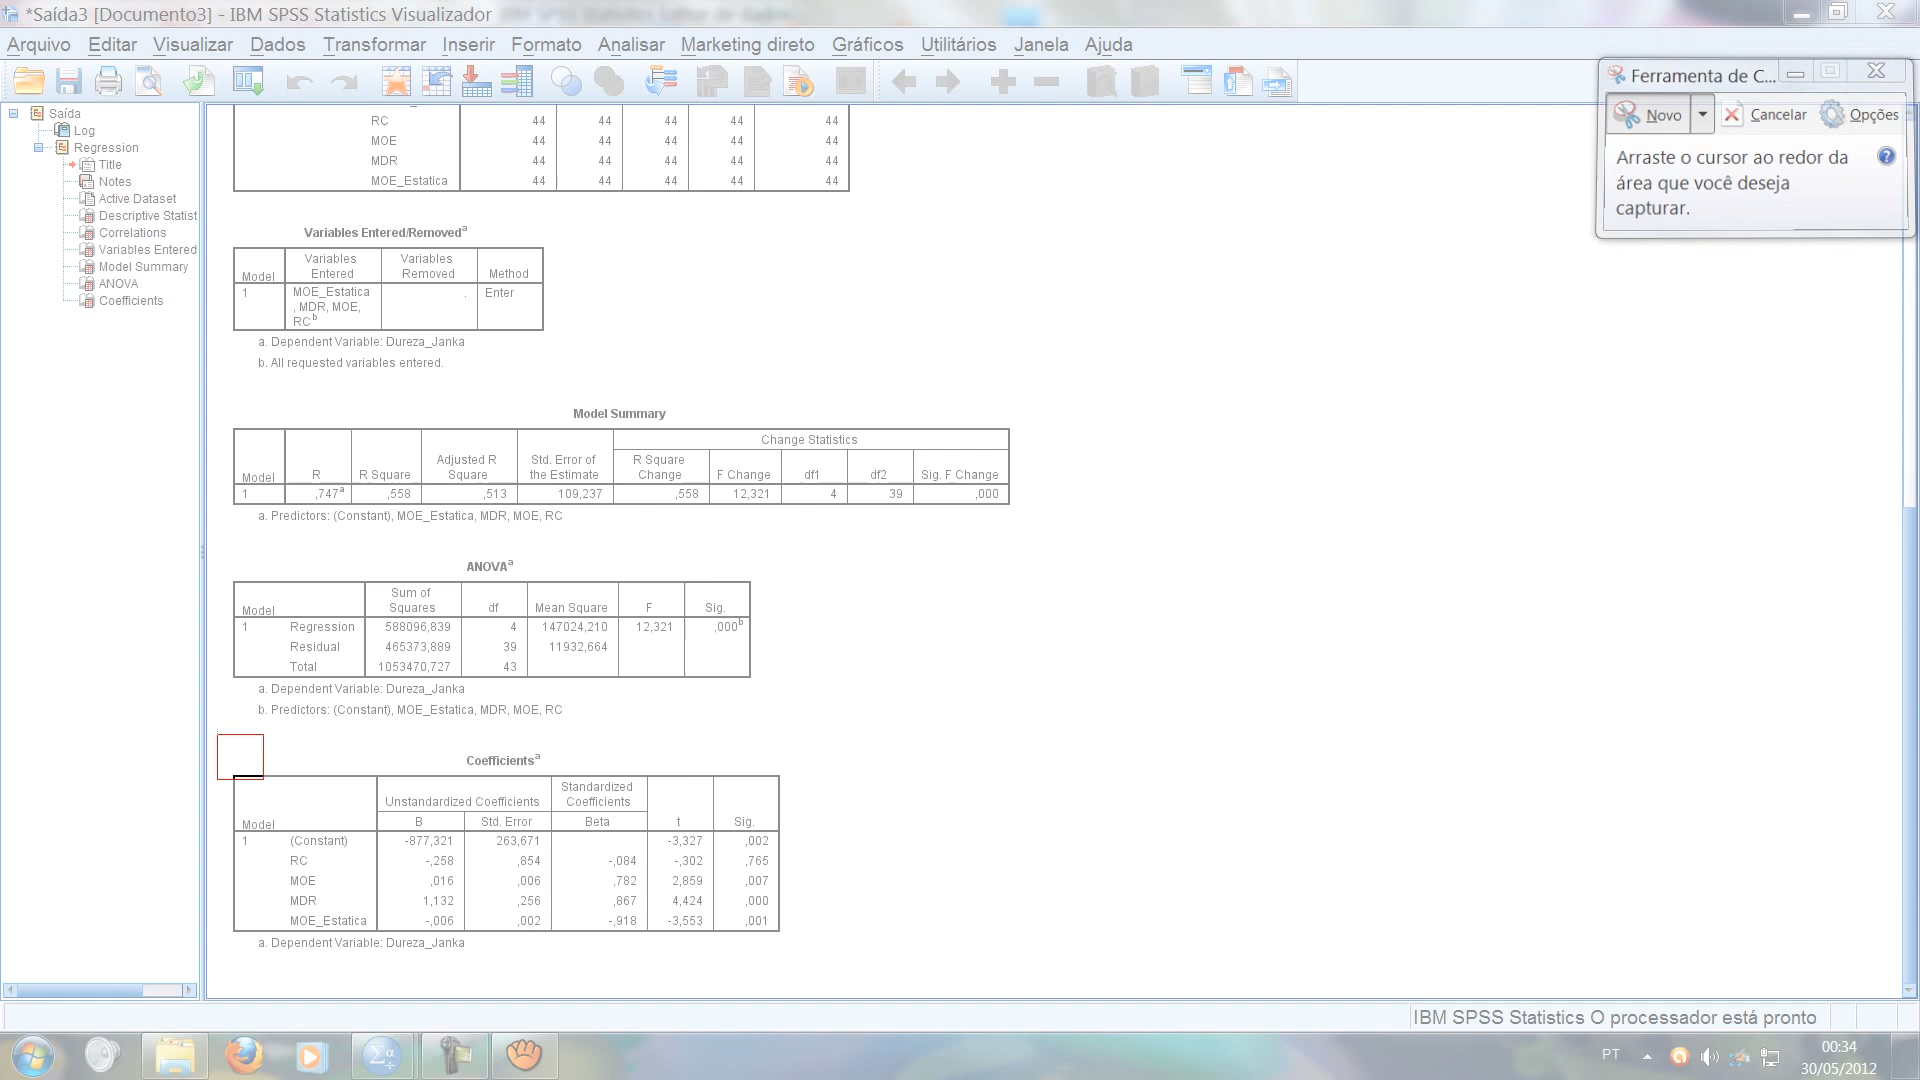 *Saída3 [Documento3] - IBM SPSS Statistics Visualizador
Arquivo Editar Visualizar Dados Transformar Inserir Formato Analisar Marketing direto Gráficos Utilitários Janela Ajuda
Ferramenta de C...
Novo Cancelar Opções
Arraste o cursor ao redor da
área que você deseja
capturar.
Saída
Log
Regression
Title
Notes
Active Dataset
Descriptive Statist
Correlations
Variables Entered
Model Summary
ANOVA
Coefficients
RC 44 44 44 44 44
MOE 44 44 44 44 44
MDR 44 44 44 44 44
MOE_Estatica 44 44 44 44 44
Variables Entered/Removedᵃ
Model Variables Entered Variables Removed Method
1 MOE_Estatica . Enter
, MDR, MOE,
RCᵇ
a. Dependent Variable: Dureza_Janka
b. All requested variables entered.
Model Summary
Change Statistics
Model R R Square Adjusted R Square Std. Error of the Estimate R Square Change F Change df1 df2 Sig. F Change
1 ,747ᵃ ,558 ,513 109,237 ,558 12,321 4 39 ,000
a. Predictors: (Constant), MOE_Estatica, MDR, MOE, RC
ANOVAᵃ
Model Sum of Squares df Mean Square F Sig.
1 Regression 588096,839 4 147024,210 12,321 ,000ᵇ
Residual 465373,889 39 11932,664
Total 1053470,727 43
a. Dependent Variable: Dureza_Janka
b. Predictors: (Constant), MOE_Estatica, MDR, MOE, RC
Coefficientsᵃ
Unstandardized Coefficients Standardized Coefficients
Model B Std. Error Beta t Sig.
1 (Constant) -877,321 263,671 -3,327 ,002
RC -,258 ,854 -,084 -,302 ,765
MOE ,016 ,006 ,782 2,859 ,007
MDR 1,132 ,256 ,867 4,424 ,000
MOE_Estatica -,006 ,002 -,918 -3,553 ,001
a. Dependent Variable: Dureza_Janka
IBM SPSS Statistics O processador está pronto
PT
00:34
30/05/2012